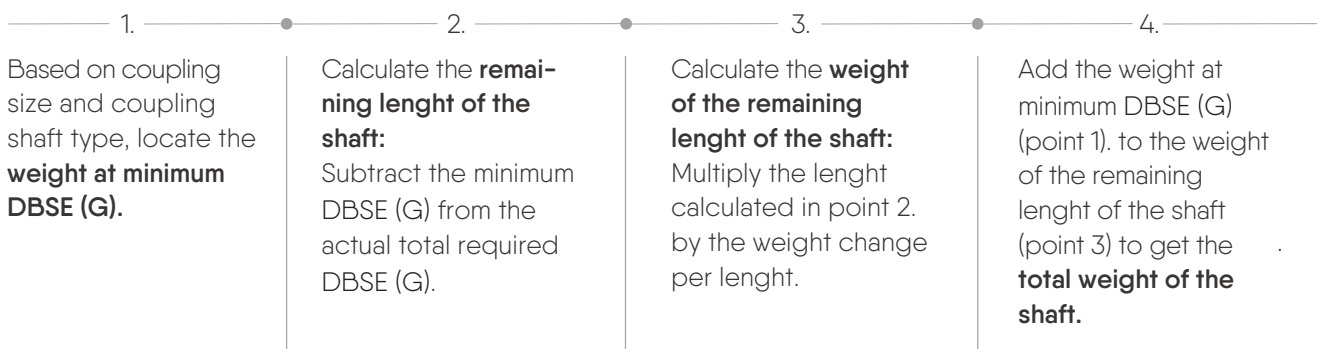 1.
Based on coupling
size and coupling
shaft type, locate the
weight at minimum
DBSE (G).
2.
Calculate the remai-
ning lenght of the
shaft:
Subtract the minimum
DBSE (G) from the
actual total required
DBSE (G).
3.
Calculate the weight
of the remaining
lenght of the shaft:
Multiply the lenght
calculated in point 2.
by the weight change
per lenght.
4.
Add the weight at
minimum DBSE (G)
(point 1). to the weight
of the remaining
lenght of the shaft
(point 3) to get the .
total weight of the
shaft.